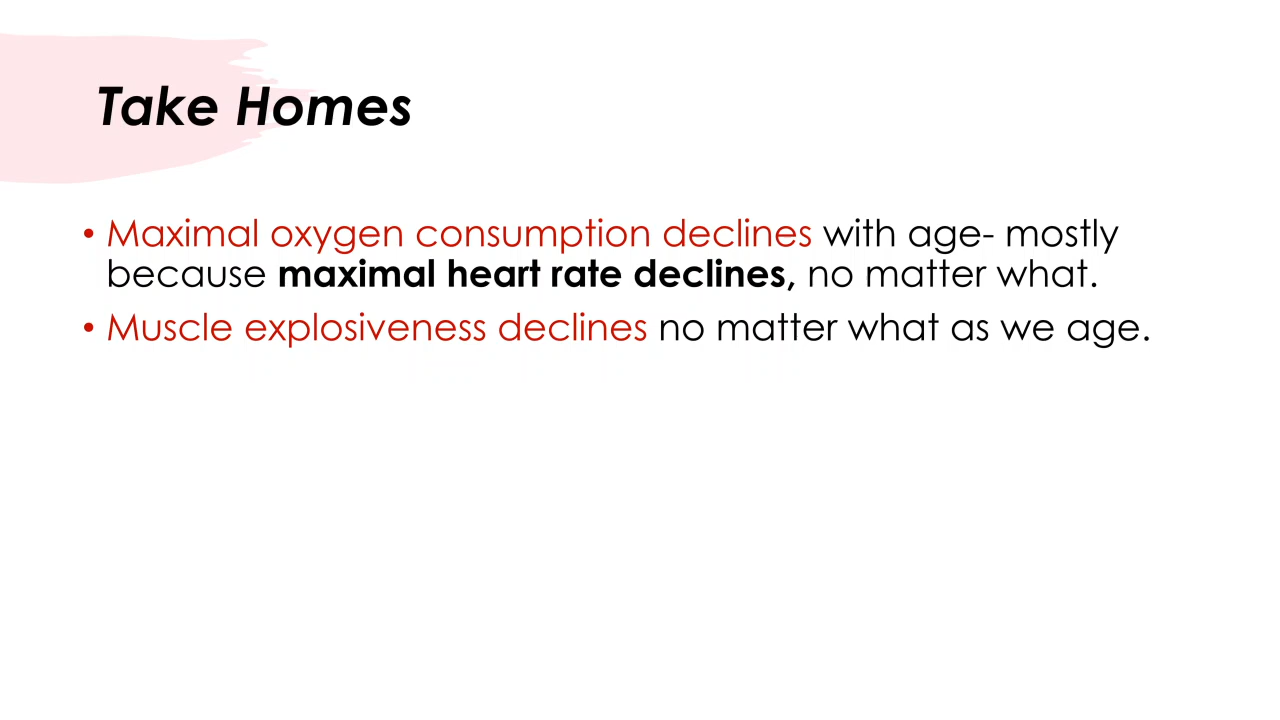 Take Homes
• Maximal oxygen consumption declines with age- mostly
because maximal heart rate declines, no matter what.
• Muscle explosiveness declines no matter what as we age.